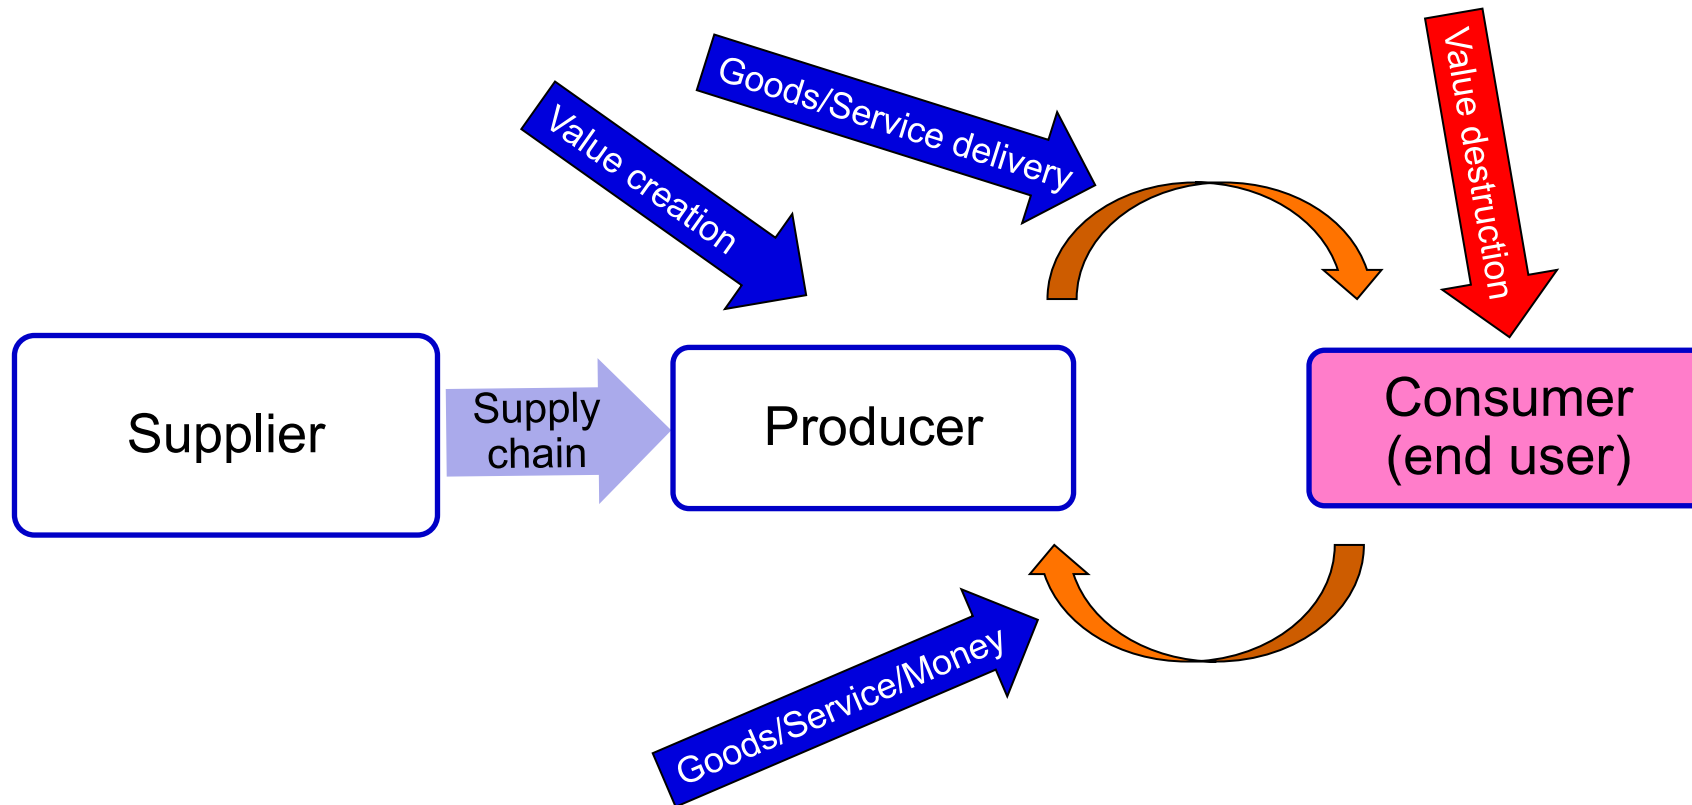 Goods/Service delivery
Value creation
Value destruction
Supplier
Supply
chain
Producer
Consumer
(end user)
Goods/Service/Money